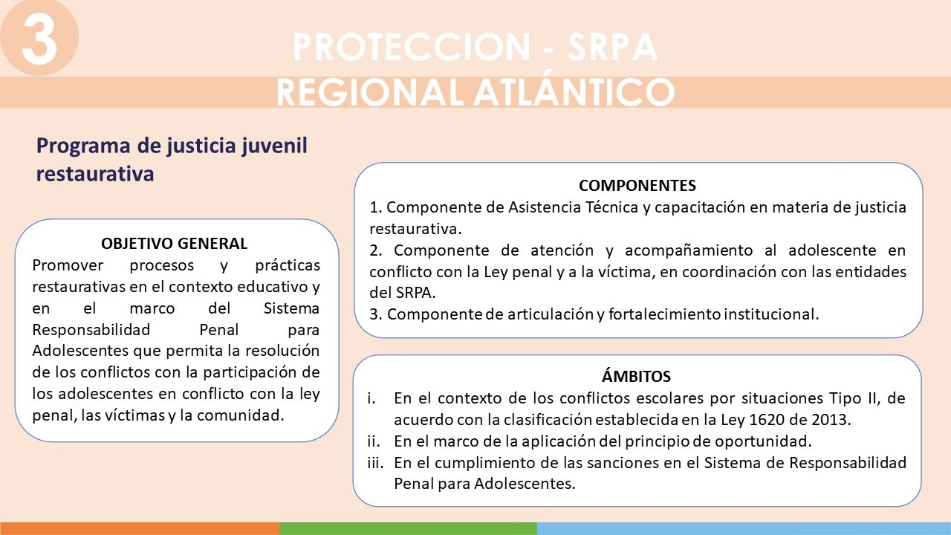 3
PROTECCION - SRPA
REGIONAL ATLÁNTICO
Programa de justicia juvenil
restaurativa
OBJETIVO GENERAL
Promover procesos y prácticas
restaurativas en el contexto educativo y
en el marco del Sistema
Responsabilidad Penal para
Adolescentes que permita la resolución
de los conflictos con la participación de
los adolescentes en conflicto con la ley
penal, las víctimas y la comunidad.
COMPONENTES
1. Componente de Asistencia Técnica y capacitación en materia de justicia
restaurativa.
2. Componente de atención y acompañamiento al adolescente en
conflicto con la Ley penal y a la víctima, en coordinación con las entidades
del SRPA.
3. Componente de articulación y fortalecimiento institucional.
ÁMBITOS
i. En el contexto de los conflictos escolares por situaciones Tipo II, de
acuerdo con la clasificación establecida en la Ley 1620 de 2013.
ii. En el marco de la aplicación del principio de oportunidad.
iii. En el cumplimiento de las sanciones en el Sistema de Responsabilidad
Penal para Adolescentes.